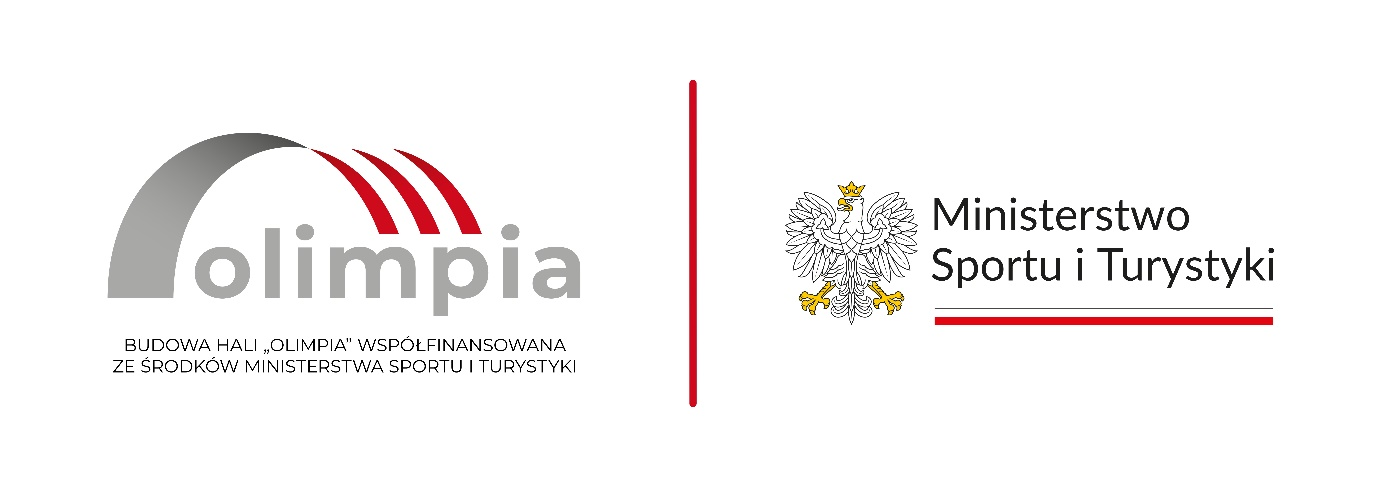 olimpia
BUDOWA HALI „OLIMPIA” WSPÓŁFINANSOWANA
ZE ŚRODKÓW MINISTERSTWA SPORTU I TURYSTYKI
Ministerstwo
Sportu i Turystyki